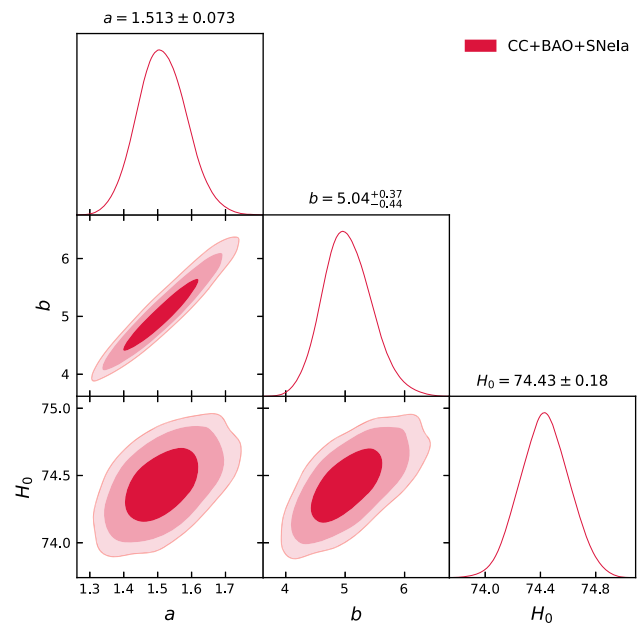 a = 1.513 ± 0.073
CC+BAO+SNeIa
b = 5.04^{+0.37}_{-0.44}
6
5
4
b
H₀ = 74.43 ± 0.18
75.0
74.5
74.0
H₀
1.3 1.4 1.5 1.6 1.7
4 5 6
74.0 74.4 74.8
a
b
H₀